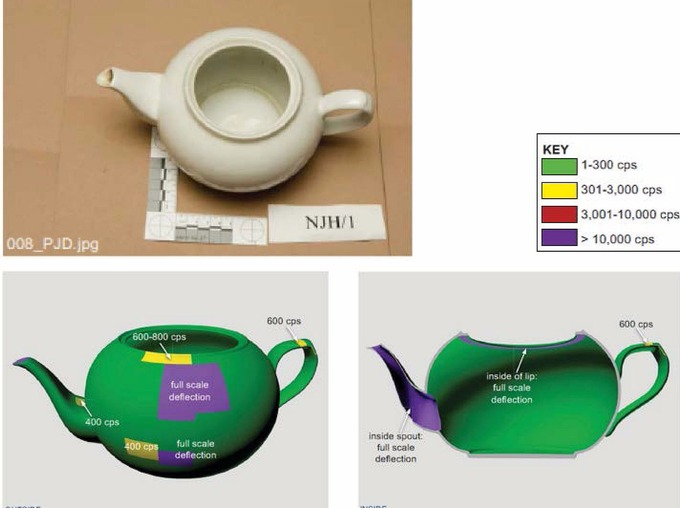 NJH/1
008_PJD.jpg
KEY
1-300 cps
301-3,000 cps
3,001-10,000 cps
> 10,000 cps
600-800 cps
600 cps
full scale
deflection
400 cps
400 cps
full scale
deflection
600 cps
inside of lip:
full scale
deflection
inside spout:
full scale
deflection